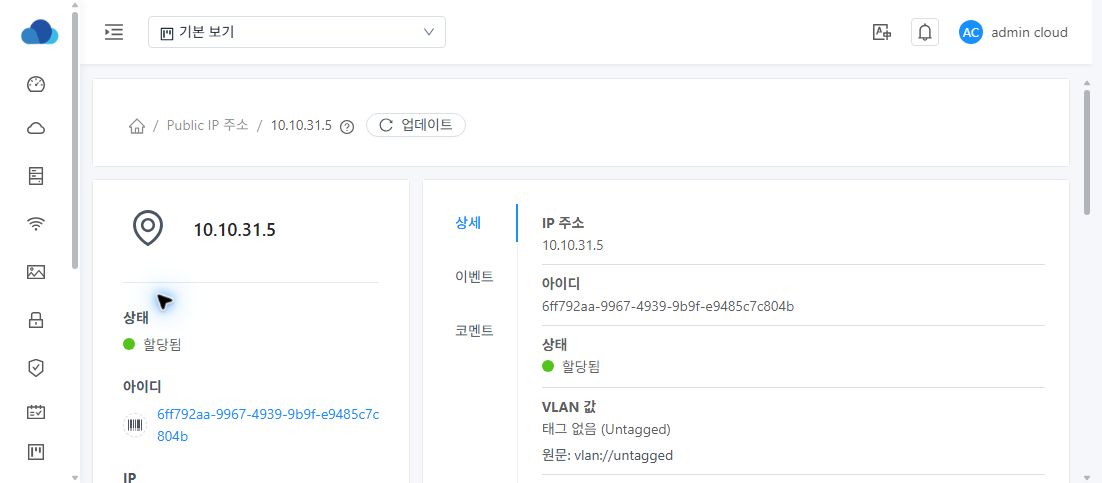 기본 보기
AC admin cloud
/ Public IP 주소 / 10.10.31.5 업데이트
10.10.31.5
상태
할당됨
아이디
6ff792aa-9967-4939-9b9f-e9485c7c
804b
IP
상세
이벤트
코멘트
IP 주소
10.10.31.5
아이디
6ff792aa-9967-4939-9b9f-e9485c7c804b
상태
할당됨
VLAN 값
태그 없음 (Untagged)
원문: vlan://untagged